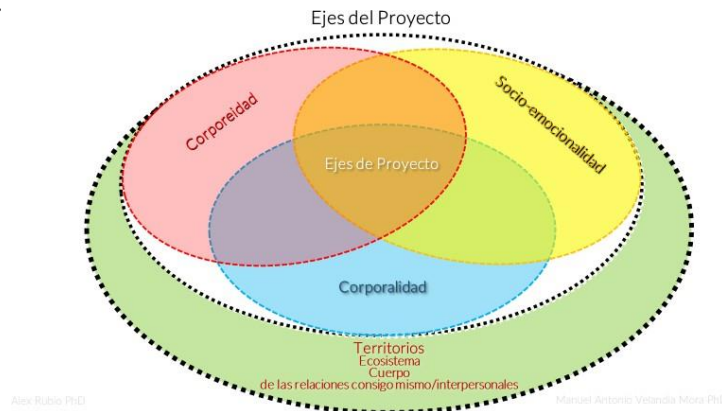 Ejes del Proyecto
Corporeidad
Socio-emocionalidad
Ejes de Proyecto
Corporalidad
Territorios
Ecosistema
Cuerpo
de las relaciones consigo mismo/interpersonales
Alex Rubio PhD
Manuel Antonio Velandia Mora PhD